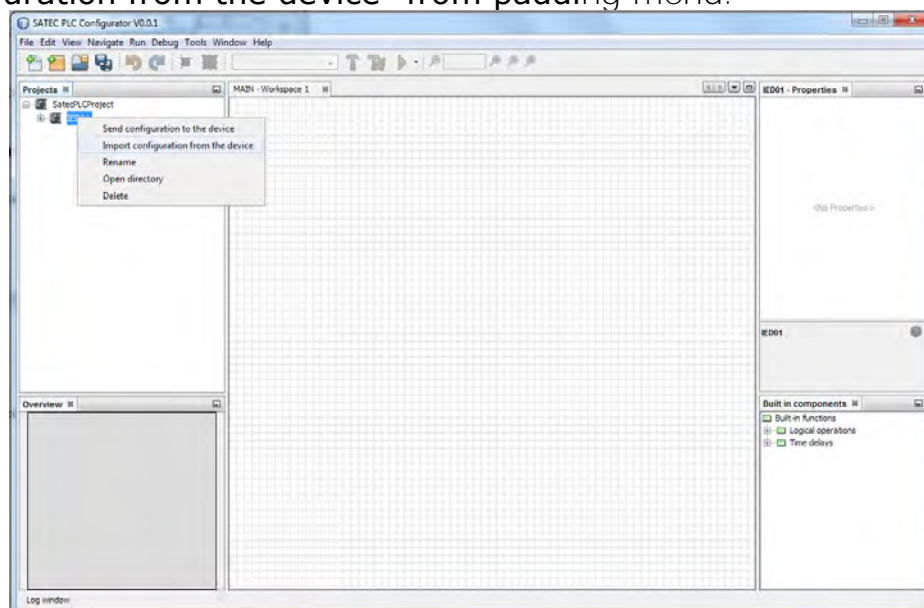 uration from the device" from pudding menu.
SATEC PLC Configurator V0.0.1
File Edit View Navigate Run Debug Tools Window Help
Projects
MAIN - Workspace 1
IED01 - Properties
SatecPLCProject
Send configuration to the device
Import configuration from the device
Rename
Open directory
Delete
<No Properties>
IED01
Overview
Built in components
Built-in functions
Logical operations
Time delays
Log window